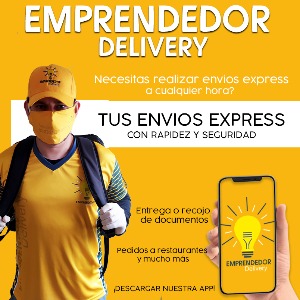 EMPRENDEDOR
DELIVERY
Necesitas realizar envios express
a cualquier hora?
TUS ENVIOS EXPRESS
CON RAPIDEZ Y SEGURIDAD
Entrega o recojo
de documentos
Pedidos a restaurantes
y mucho más
EMPRENDEDOR
Delivery
¡DESCARGAR NUESTRA APP!